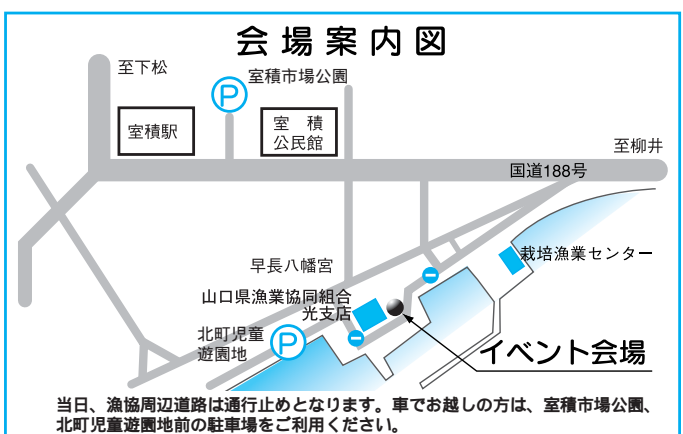 会場案内図
至下松
室積市場公園
P
室積駅
室 積
公民館
至柳井
国道188号
栽培漁業センター
早長八幡宮
山口県漁業協同組合
光支店
北町児童
遊園地
P
イベント会場
当日、漁協周辺道路は通行止めとなります。車でお越しの方は、室積市場公園、
北町児童遊園地前の駐車場をご利用ください。